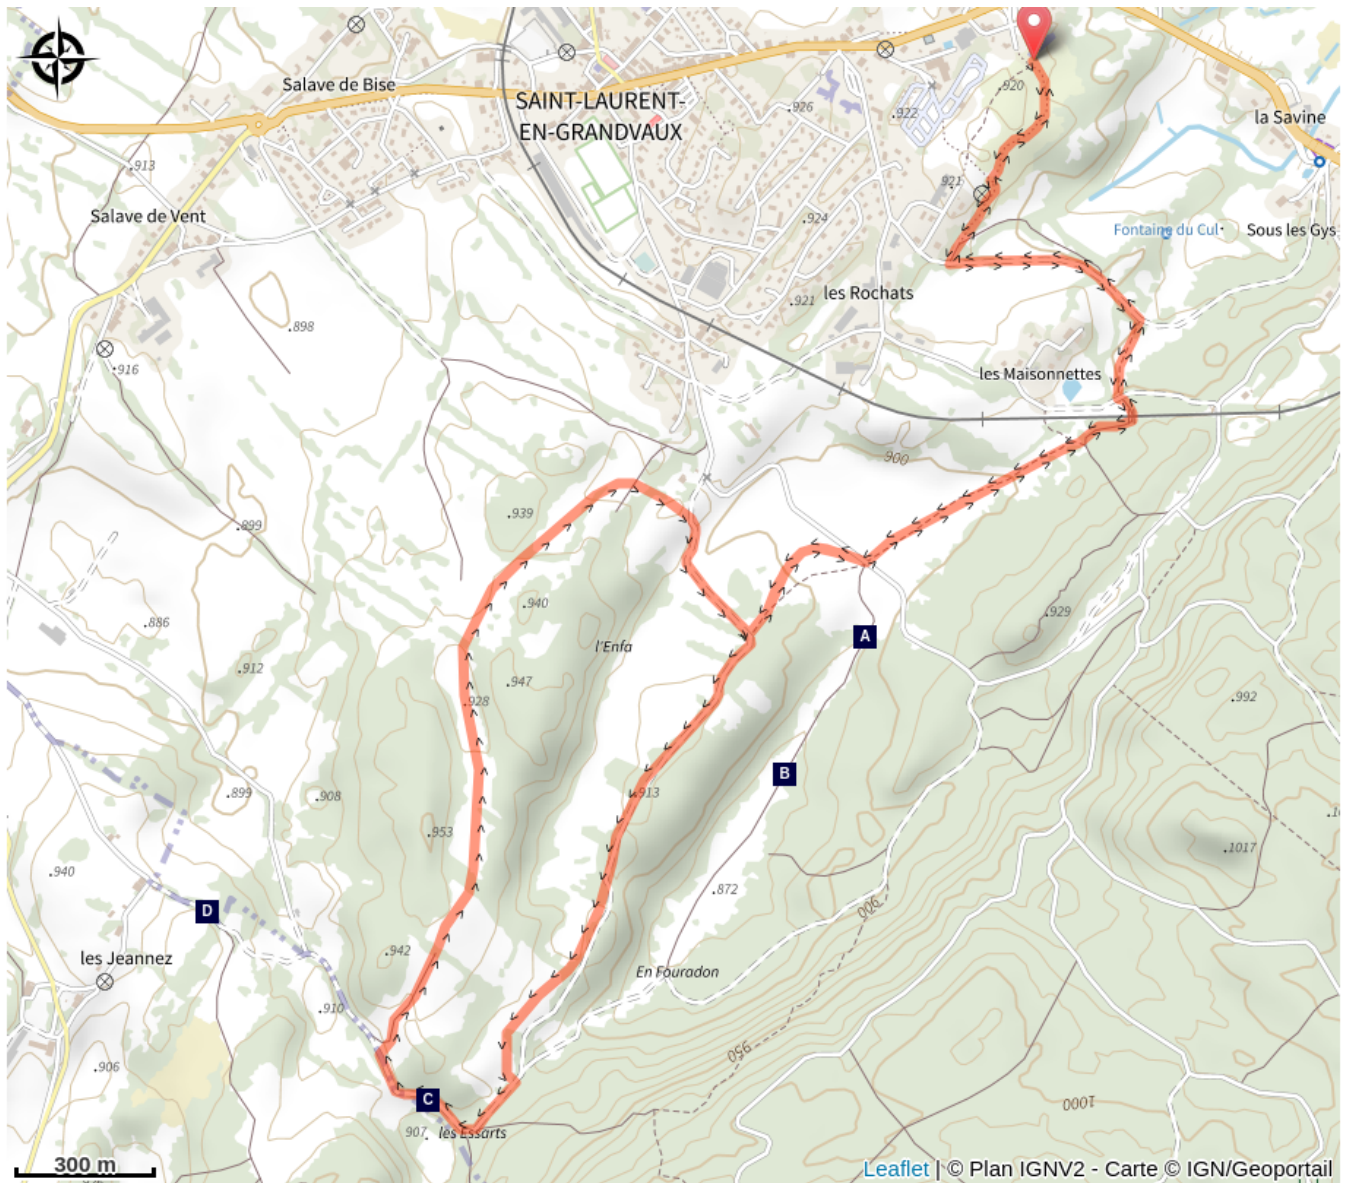 Salave de Bise
SAINT-LAURENT-
EN-GRANDVAUX
.926
.922
.920
la Savine
.913
921
Salave de Vent
.924
Fontaine du Cul
Sous les Gys
.898
.921
les Rochats
.916
les Maisonnettes
900
.939
.899
.940
.929
.886
l'Enfa
A
.912
.947
.928
.992
B
.899
.908
.913
.953
.1017
.940
.872
900
D
.942
les Jeannez
En Fouradon
.910
950
.906
C
1000
907.
les Essarts
300 m
Leaflet | © Plan IGNV2 - Carte © IGN/Geoportail